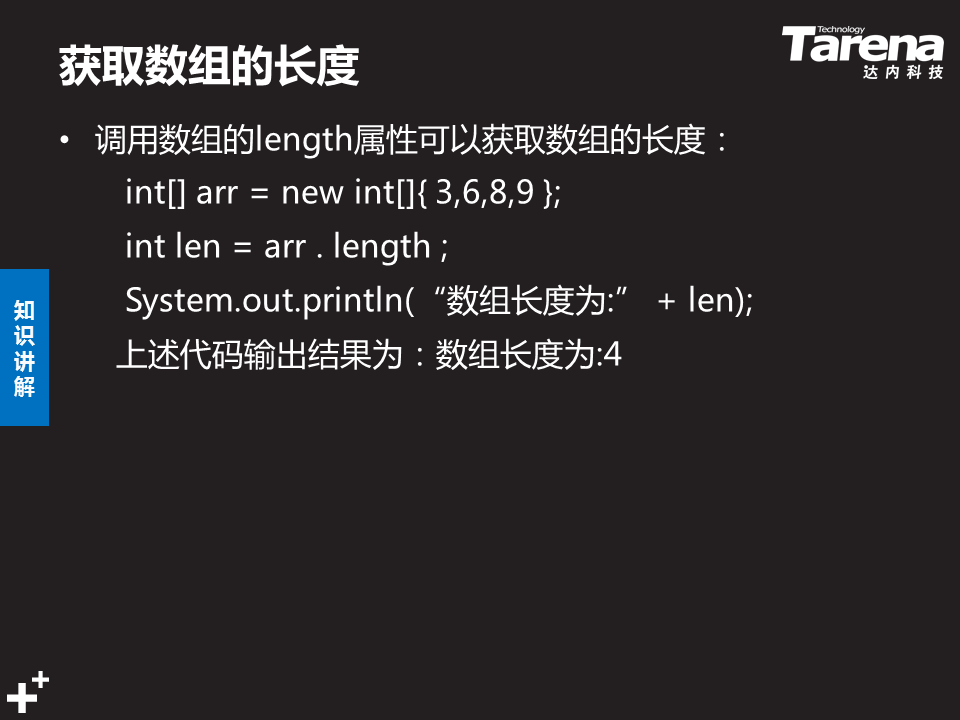 获取数组的长度
Technology
Tarena
达内科技
• 调用数组的length属性可以获取数组的长度：
int[] arr = new int[]{ 3,6,8,9 };
int len = arr . length ;
System.out.println(“数组长度为:” + len);
上述代码输出结果为：数组长度为:4
知识讲解